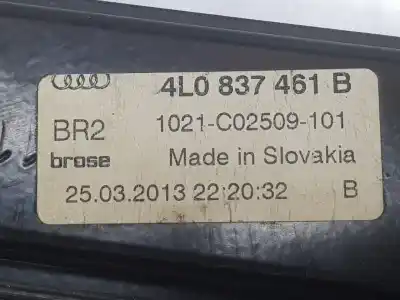 4L0 837 461 B
BR2 1021-C02509-101
brose Made in Slovakia
25.03.2013 22:20:32 B